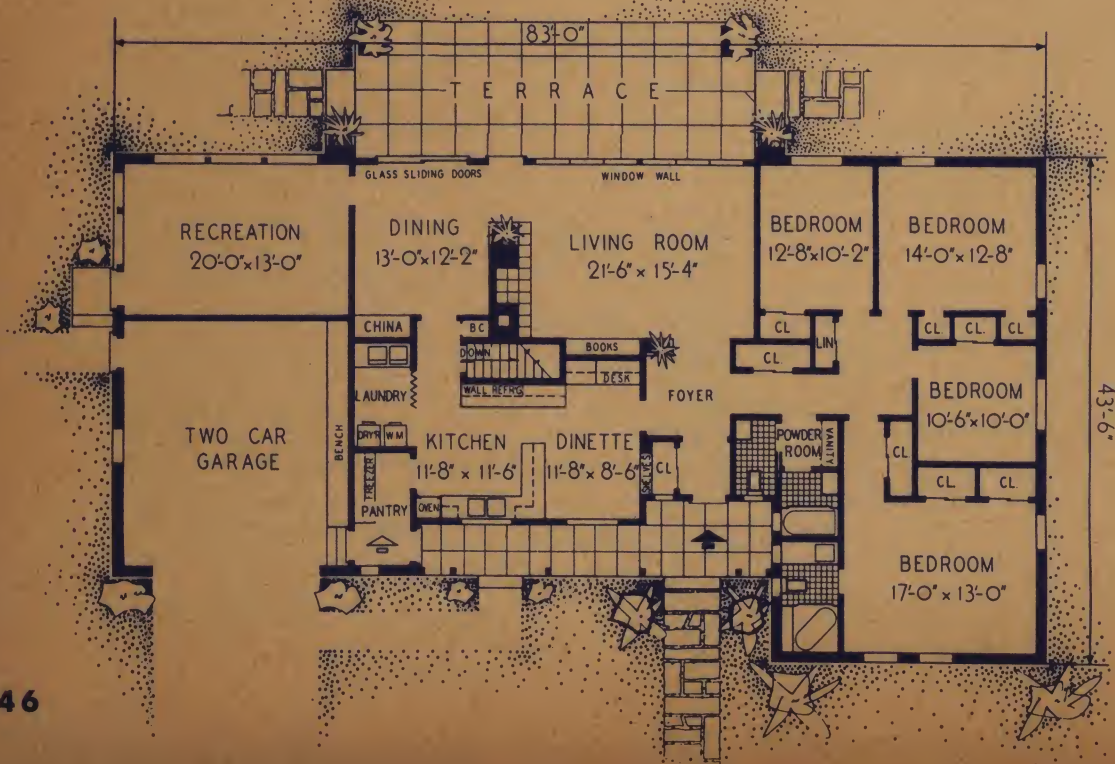 83'-0"
TERRACE
GLASS SLIDING DOORS
WINDOW WALL
RECREATION
20'-0"x13'-0"
DINING
13'-0"x12'-2"
LIVING ROOM
21'-6" x 15'-4"
BEDROOM
12'-8"x10'-2"
BEDROOM
14'-0" x 12'-8"
CHINA
B C
CL
LIN
CL.
CL.
CL
DOWN
BOOKS
DESK
CL.
WALL REFRG
LAUNDRY
FOYER
BEDROOM
10'-6"x10'-0"
43'-6"
TWO CAR
GARAGE
BENCH
DRY'R
W M
KITCHEN
11'-8" x 11'-6"
DINETTE
11'-8" x 8'-6"
SHELVES
CL
POWDER
ROOM
VANITY
CL
CL.
CL.
FREEZER
PANTRY
OVEN
BEDROOM
17'-0" x 13'-0"
46